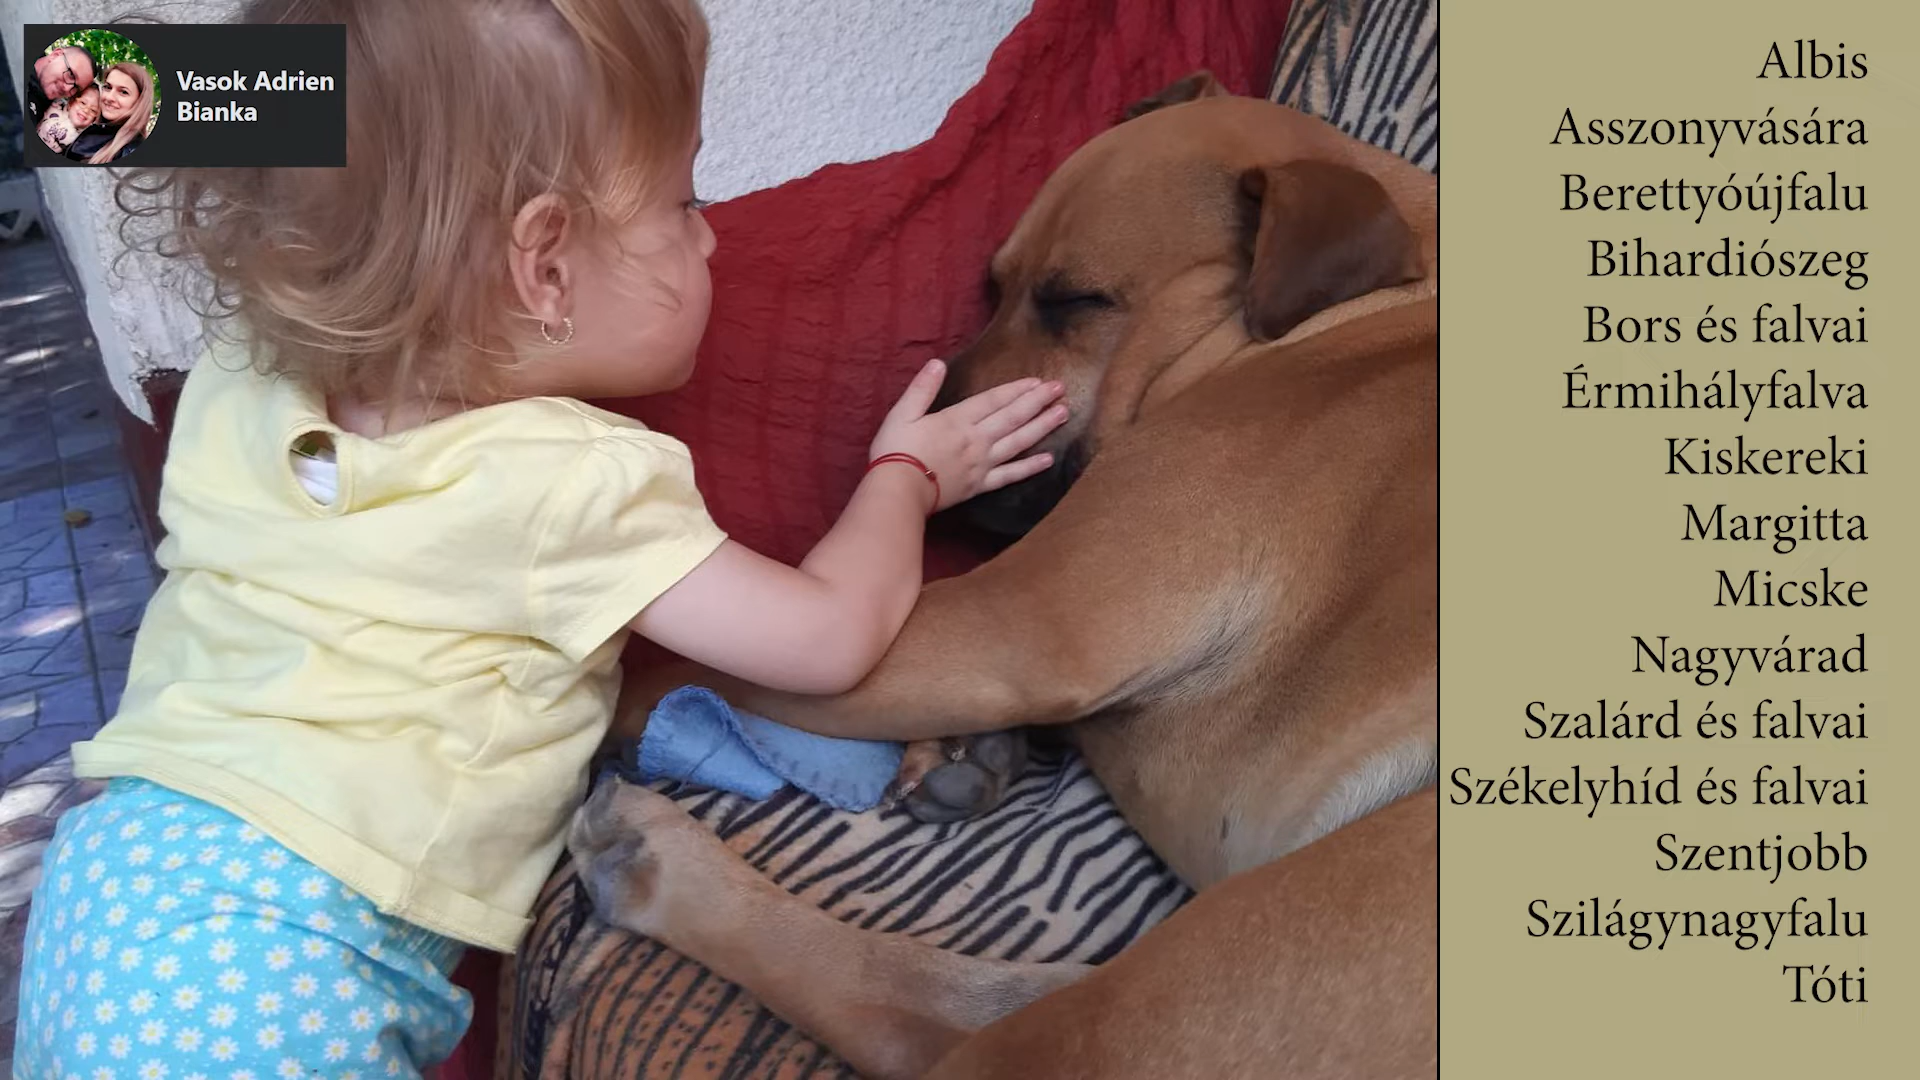 Vasok Adrien
Bianka
Albis
Asszonyvására
Berettyóújfalu
Bihardiószeg
Bors és falvai
Érmihályfalva
Kiskereki
Margitta
Micske
Nagyvárad
Szalárd és falvai
Székelyhíd és falvai
Szentjobb
Szilágynagyfalu
Tóti